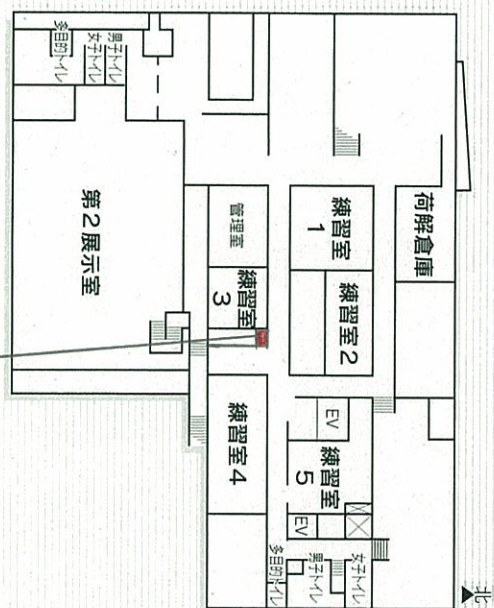 多目的トイレ
女子トイレ
男子トイレ
第2展示室
管理室
練習室
3
練習室
1
練習室2
荷解倉庫
練習室4
EV
練習室
5
EV
多目的トイレ
男子トイレ
女子トイレ
北